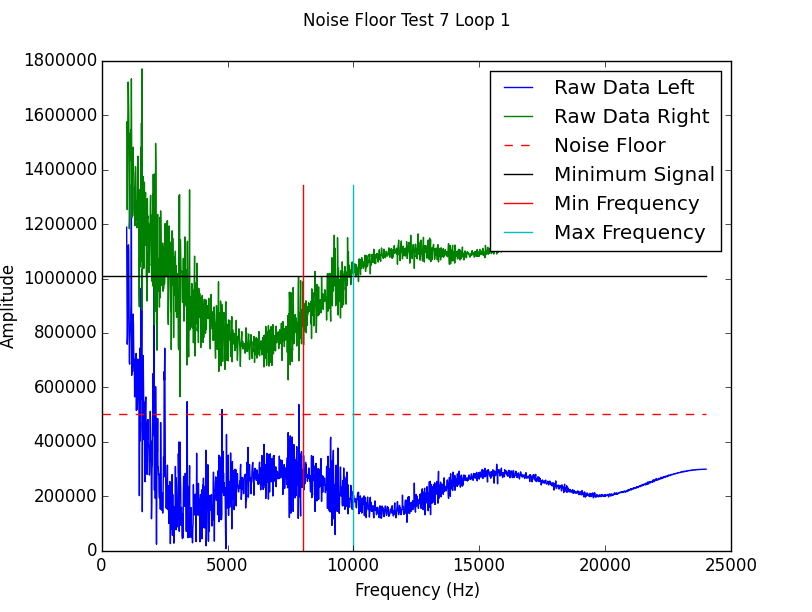 Noise Floor Test 7 Loop 1
1800000
1600000
1400000
1200000
1000000
800000
600000
400000
200000
0
Amplitude
Raw Data Left
Raw Data Right
Noise Floor
Minimum Signal
Min Frequency
Max Frequency
0
5000
10000
15000
20000
25000
Frequency (Hz)